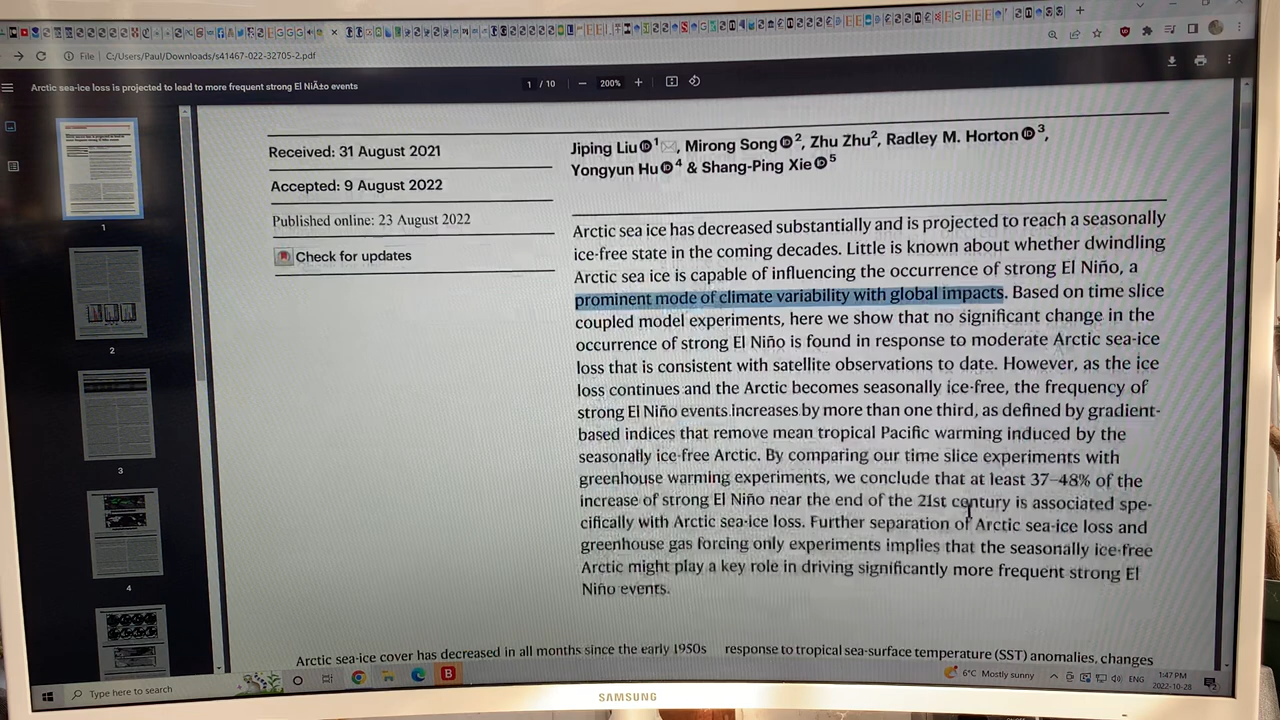 File | C:/Users/Paul/Downloads/s41467-022-32705-2.pdf
Arctic sea-ice loss is projected to lead to more frequent strong El NiÃ±o events
1 / 10
200%
Received: 31 August 2021
Accepted: 9 August 2022
Published online: 23 August 2022
Check for updates
Jiping Liu iD 1, Mirong Song iD 2, Zhu Zhu2, Radley M. Horton iD 3,
Yongyun Hu iD 4 & Shang-Ping Xie iD 5
Arctic sea ice has decreased substantially and is projected to reach a seasonally
ice-free state in the coming decades. Little is known about whether dwindling
Arctic sea ice is capable of influencing the occurrence of strong El Niño, a
prominent mode of climate variability with global impacts. Based on time slice
coupled model experiments, here we show that no significant change in the
occurrence of strong El Niño is found in response to moderate Arctic sea-ice
loss that is consistent with satellite observations to date. However, as the ice
loss continues and the Arctic becomes seasonally ice-free, the frequency of
strong El Niño events increases by more than one third, as defined by gradient-
based indices that remove mean tropical Pacific warming induced by the
seasonally ice-free Arctic. By comparing our time slice experiments with
greenhouse warming experiments, we conclude that at least 37–48% of the
increase of strong El Niño near the end of the 21st century is associated spe-
cifically with Arctic sea-ice loss. Further separation of Arctic sea-ice loss and
greenhouse gas forcing only experiments implies that the seasonally ice-free
Arctic might play a key role in driving significantly more frequent strong El
Niño events.
Arctic sea-ice cover has decreased in all months since the early 1950s
response to tropical sea-surface temperature (SST) anomalies, changes
1
2
3
4
Type here to search
B
6°C Mostly sunny
ENG
1:47 PM
2022-10-28
SAMSUNG